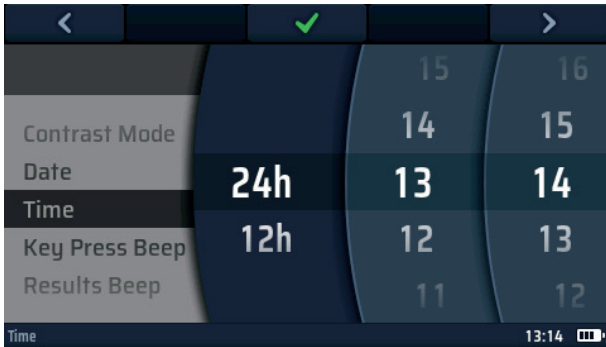 15 16
Contrast Mode 14 15
Date
24h 13 14
Time
Key Press Beep 12h 12 13
Results Beep 11 12
Time 13:14